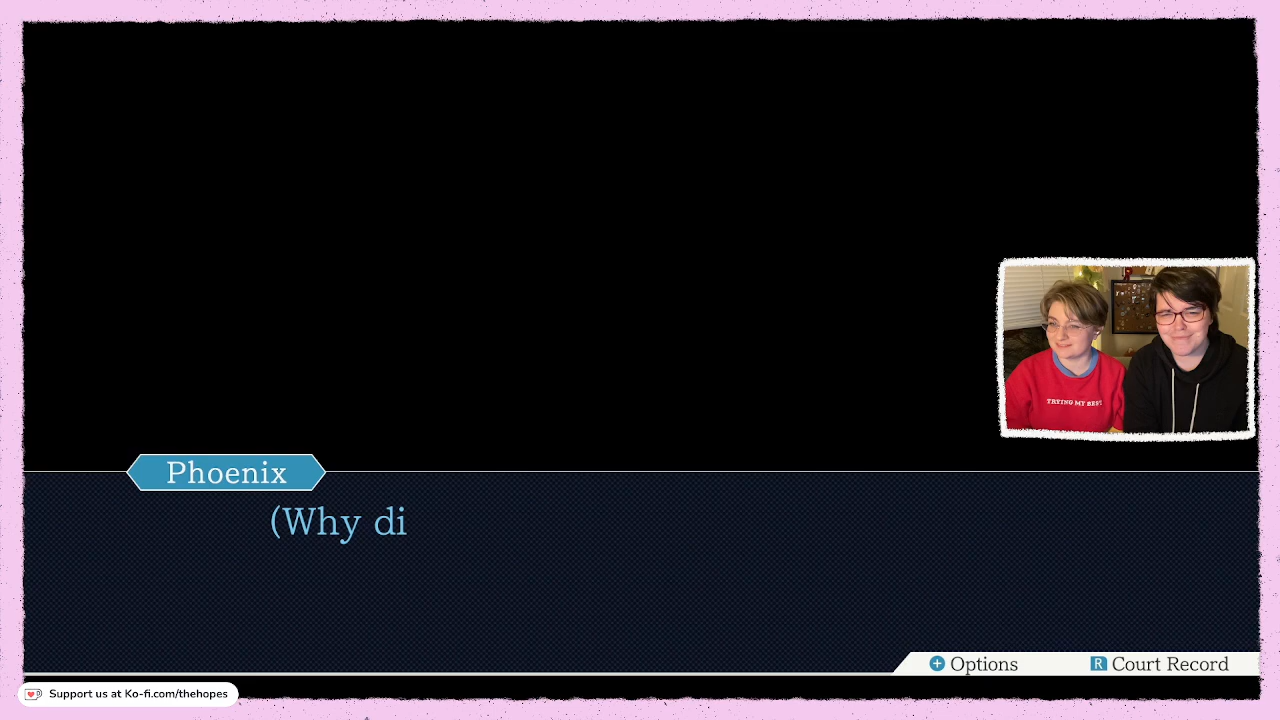 TRYING MY BEST
Phoenix
(Why di
+ Options
R Court Record
Support us at Ko-fi.com/thehopes